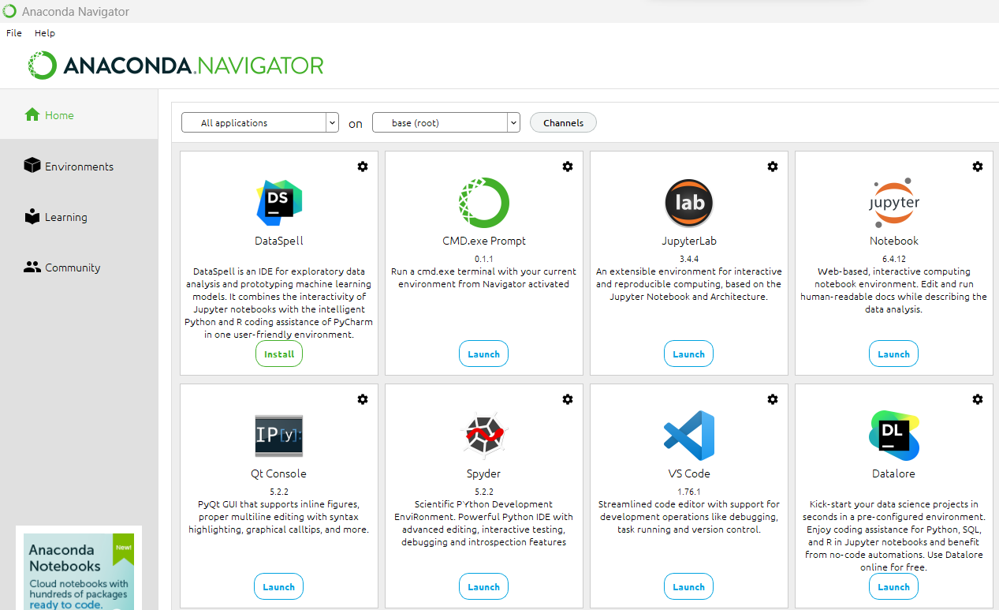 Anaconda Navigator
File Help
ANACONDA.NAVIGATOR
Home
Environments
Learning
Community
Anaconda
Notebooks
New!
Cloud notebooks with
hundreds of packages
ready to code.
All applications on base (root) Channels
DS
DataSpell
DataSpell is an IDE for exploratory data
analysis and prototyping machine learning
models. It combines the interactivity of
Jupyter notebooks with the intelligent
Python and R coding assistance of PyCharm
in one user-friendly environment.
Install
CMD.exe Prompt
0.1.1
Run a cmd.exe terminal with your current
environment from Navigator activated
Launch
lab
JupyterLab
3.4.4
An extensible environment for interactive
and reproducible computing, based on the
Jupyter Notebook and Architecture.
Launch
jupyter
Notebook
6.4.12
Web-based, interactive computing
notebook environment. Edit and run
human-readable docs while describing the
data analysis.
Launch
IP[y]:
Qt Console
5.2.2
PyQt GUI that supports inline figures,
proper multiline editing with syntax
highlighting, graphical calltips, and more.
Launch
Spyder
5.2.2
Scientific PYthon Development
EnviRonment. Powerful Python IDE with
advanced editing, interactive testing,
debugging and introspection features
Launch
VS Code
1.76.1
Streamlined code editor with support for
development operations like debugging,
task running and version control.
Launch
DL
Datalore
Kick-start your data science projects in
seconds in a pre-configured environment.
Enjoy coding assistance for Python, SQL,
and R in Jupyter notebooks and benefit
from no-code automations. Use Datalore
online for free.
Launch